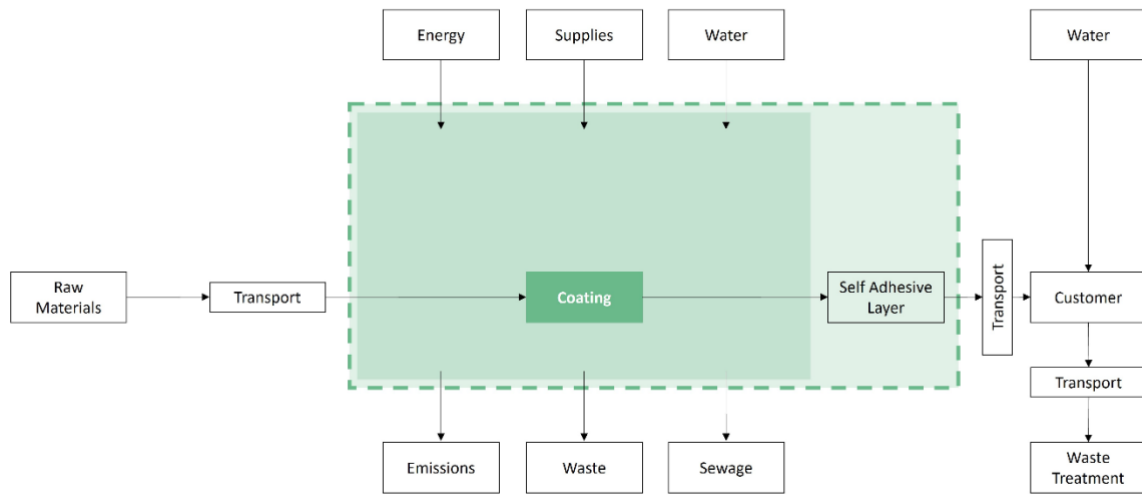 Energy
Supplies
Water
Water
Raw
Materials
Transport
Coating
Self Adhesive
Layer
Transport
Customer
Transport
Emissions
Waste
Sewage
Waste
Treatment